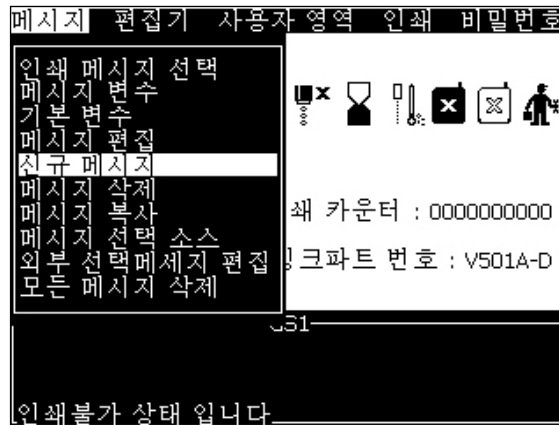 메시지 편집기 사용자 영역 인쇄 비밀번호
인쇄 메시지 선택
메시지 변수
기본 변수
메시지 편집
신규 메시지
메시지 삭제
메시지 복사
메시지 선택 소스
외부 선택메세지 편집
모든 메시지 삭제
쇄 카운터 : 0000000000
잉크파트 번호 : V501A-D
CS1
인쇄불가 상태 입니다